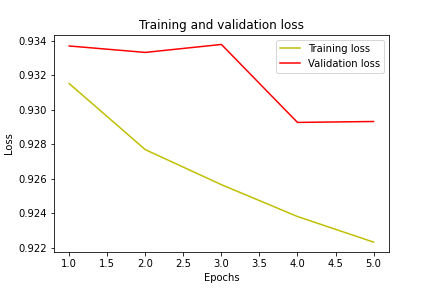 Training and validation loss
Training loss
Validation loss
0.934
0.932
0.930
0.928
0.926
0.924
0.922
Loss
1.0 1.5 2.0 2.5 3.0 3.5 4.0 4.5 5.0
Epochs